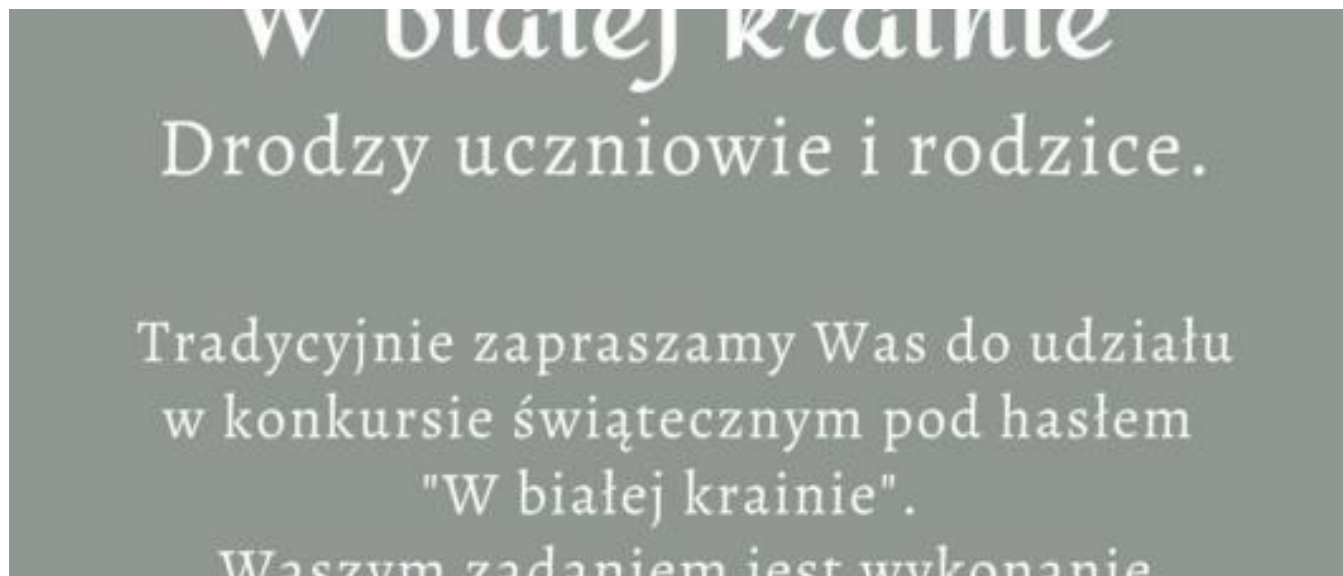 W białej krainie
Drodzy uczniowie i rodzice.
Tradycyjnie zapraszamy Was do udziału
w konkursie świątecznym pod hasłem
"W białej krainie".
Waszym zadaniem jest wykonanie